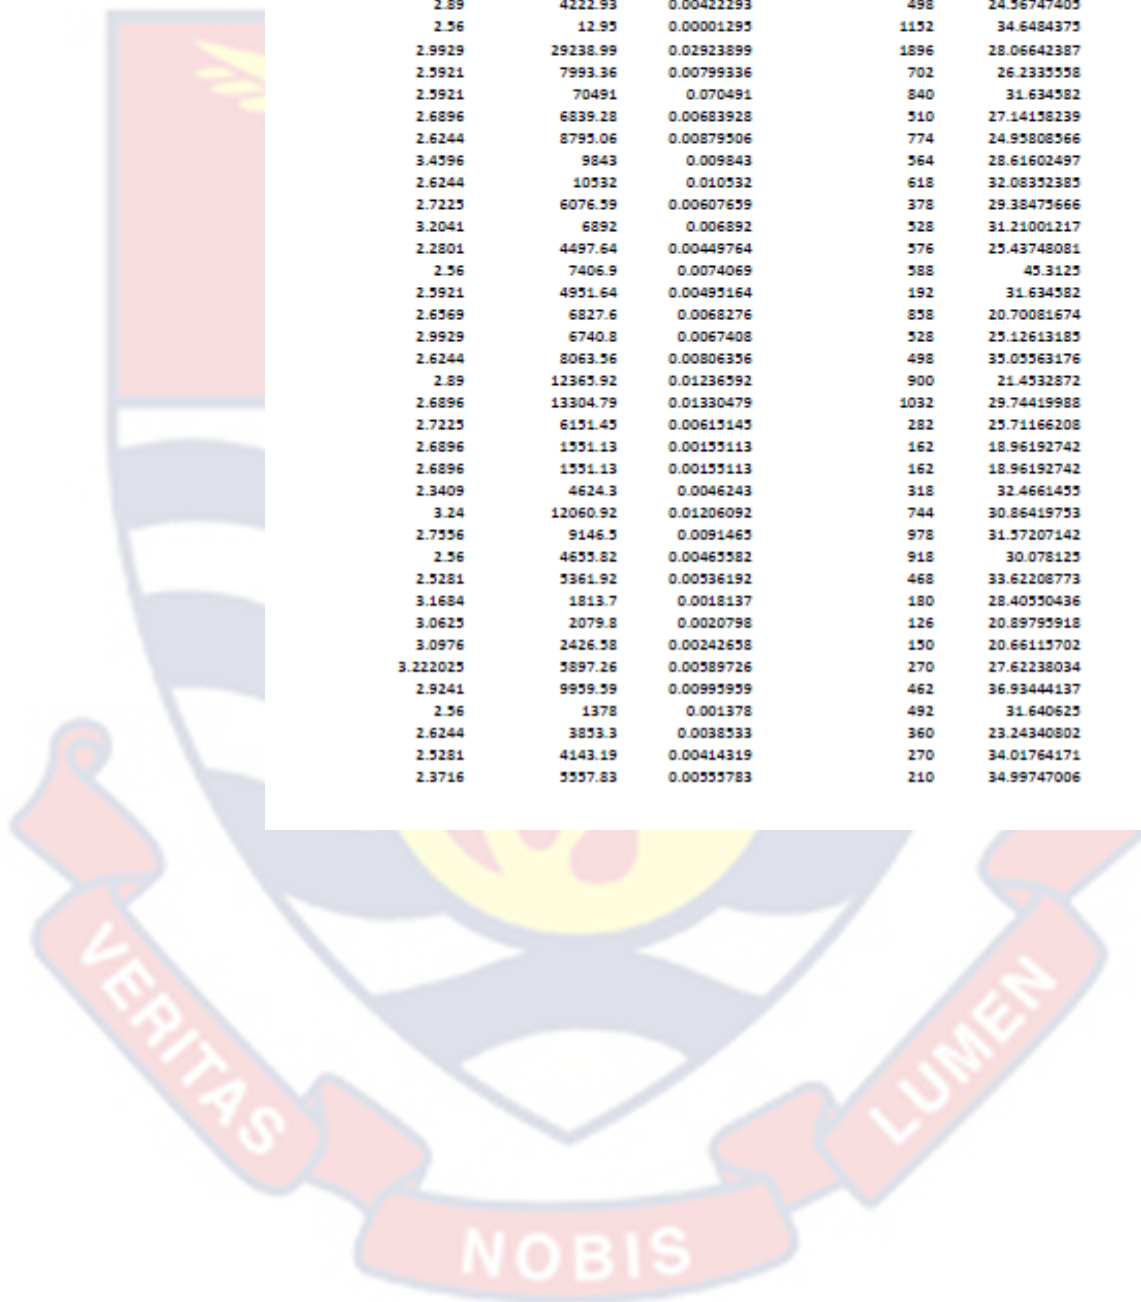 2.89 4222.93 0.00422293 498 24.56747405
2.56 12.95 0.00001295 1152 34.6484375
2.9929 29238.99 0.02923899 1896 28.06642387
2.5921 7993.36 0.00799336 702 26.2335558
2.5921 70491 0.070491 840 31.634582
2.6896 6839.28 0.00683928 510 27.14158239
2.6244 8795.06 0.00879506 774 24.95808566
3.4596 9843 0.009843 564 28.61602497
2.6244 10532 0.010532 618 32.08352385
2.7225 6076.59 0.00607659 378 29.38475666
3.2041 6892 0.006892 528 31.21001217
2.2801 4497.64 0.00449764 576 25.43748081
2.56 7406.9 0.0074069 588 45.3125
2.5921 4951.64 0.00495164 192 31.634582
2.6569 6827.6 0.0068276 858 20.70081674
2.9929 6740.8 0.0067408 528 25.12613185
2.6244 8063.56 0.00806356 498 35.05563176
2.89 12365.92 0.01236592 900 21.4532872
2.6896 13304.79 0.01330479 1032 29.74419988
2.7225 6151.45 0.00615145 282 25.71166208
2.6896 1551.13 0.00155113 162 18.96192742
2.6896 1551.13 0.00155113 162 18.96192742
2.3409 4624.3 0.0046243 318 32.4661455
3.24 12060.92 0.01206092 744 30.86419753
2.7556 9146.5 0.0091465 978 31.57207142
2.56 4655.82 0.00465582 918 30.078125
2.5281 5361.92 0.00536192 468 33.62208773
3.1684 1813.7 0.0018137 180 28.40550436
3.0625 2079.8 0.0020798 126 20.89795918
3.0976 2426.58 0.00242658 150 20.66115702
3.222025 5897.26 0.00589726 270 27.62238034
2.9241 9959.59 0.00995959 462 36.93444137
2.56 1378 0.001378 492 31.640625
2.6244 3853.3 0.0038533 360 23.24340802
2.5281 4143.19 0.00414319 270 34.01764171
2.3716 5557.83 0.00555783 210 34.99747006
VERITAS
NOBIS
LUMEN